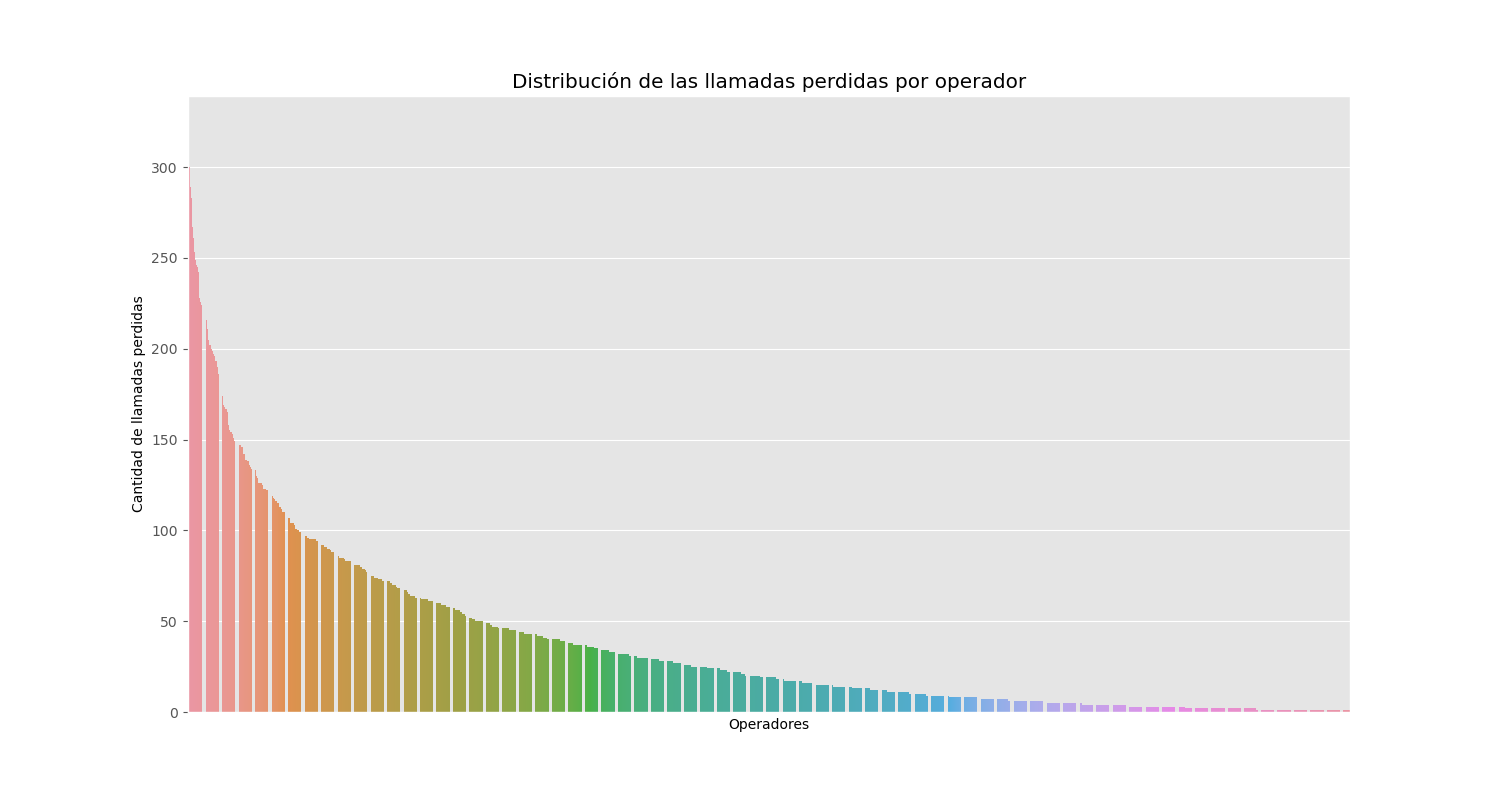 Distribución de las llamadas perdidas por operador
300
250
200
150
100
50
0
Cantidad de llamadas perdidas
Operadores